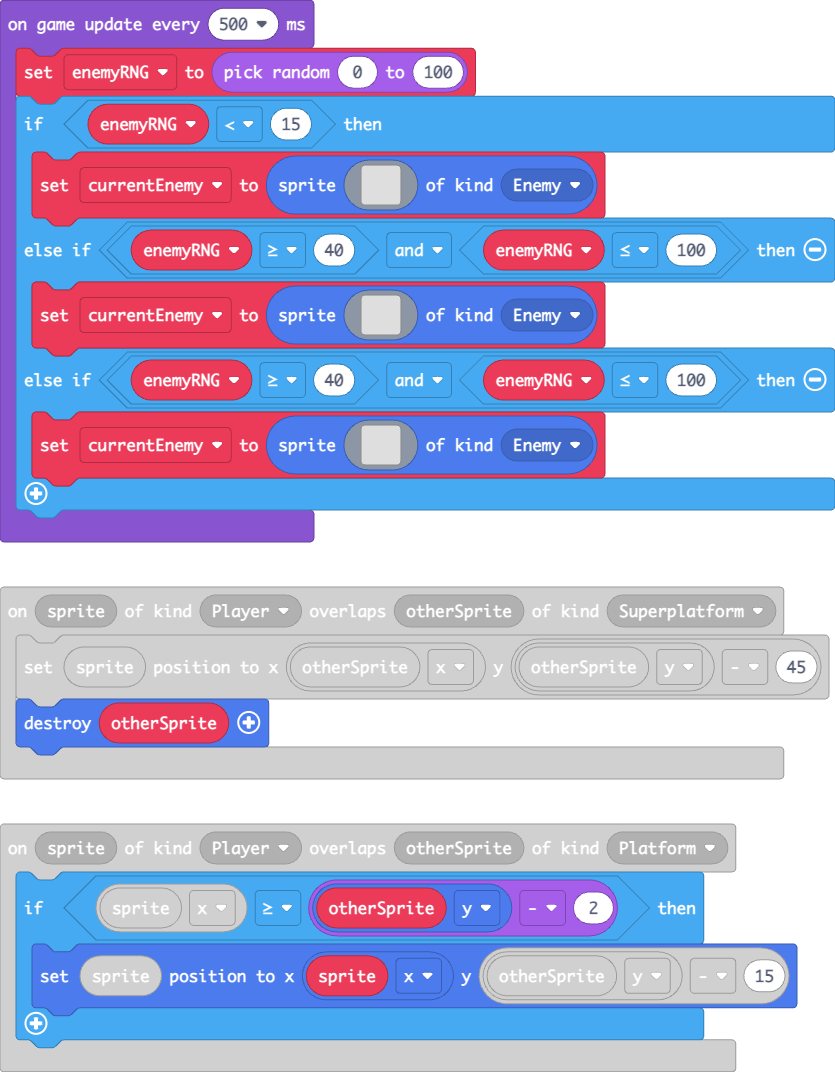 on game update every 500 ms
set enemyRNG to pick random 0 to 100
if enemyRNG < 15 then
set currentEnemy to sprite of kind Enemy
else if enemyRNG ≥ 40 and enemyRNG ≤ 100 then
set currentEnemy to sprite of kind Enemy
else if enemyRNG ≥ 40 and enemyRNG ≤ 100 then
set currentEnemy to sprite of kind Enemy
on sprite of kind Player overlaps otherSprite of kind Superplatform
set sprite position to x otherSprite x y otherSprite y - 45
destroy otherSprite
on sprite of kind Player overlaps otherSprite of kind Platform
if sprite x ≥ otherSprite y - 2 then
set sprite position to x sprite x y otherSprite y - 15